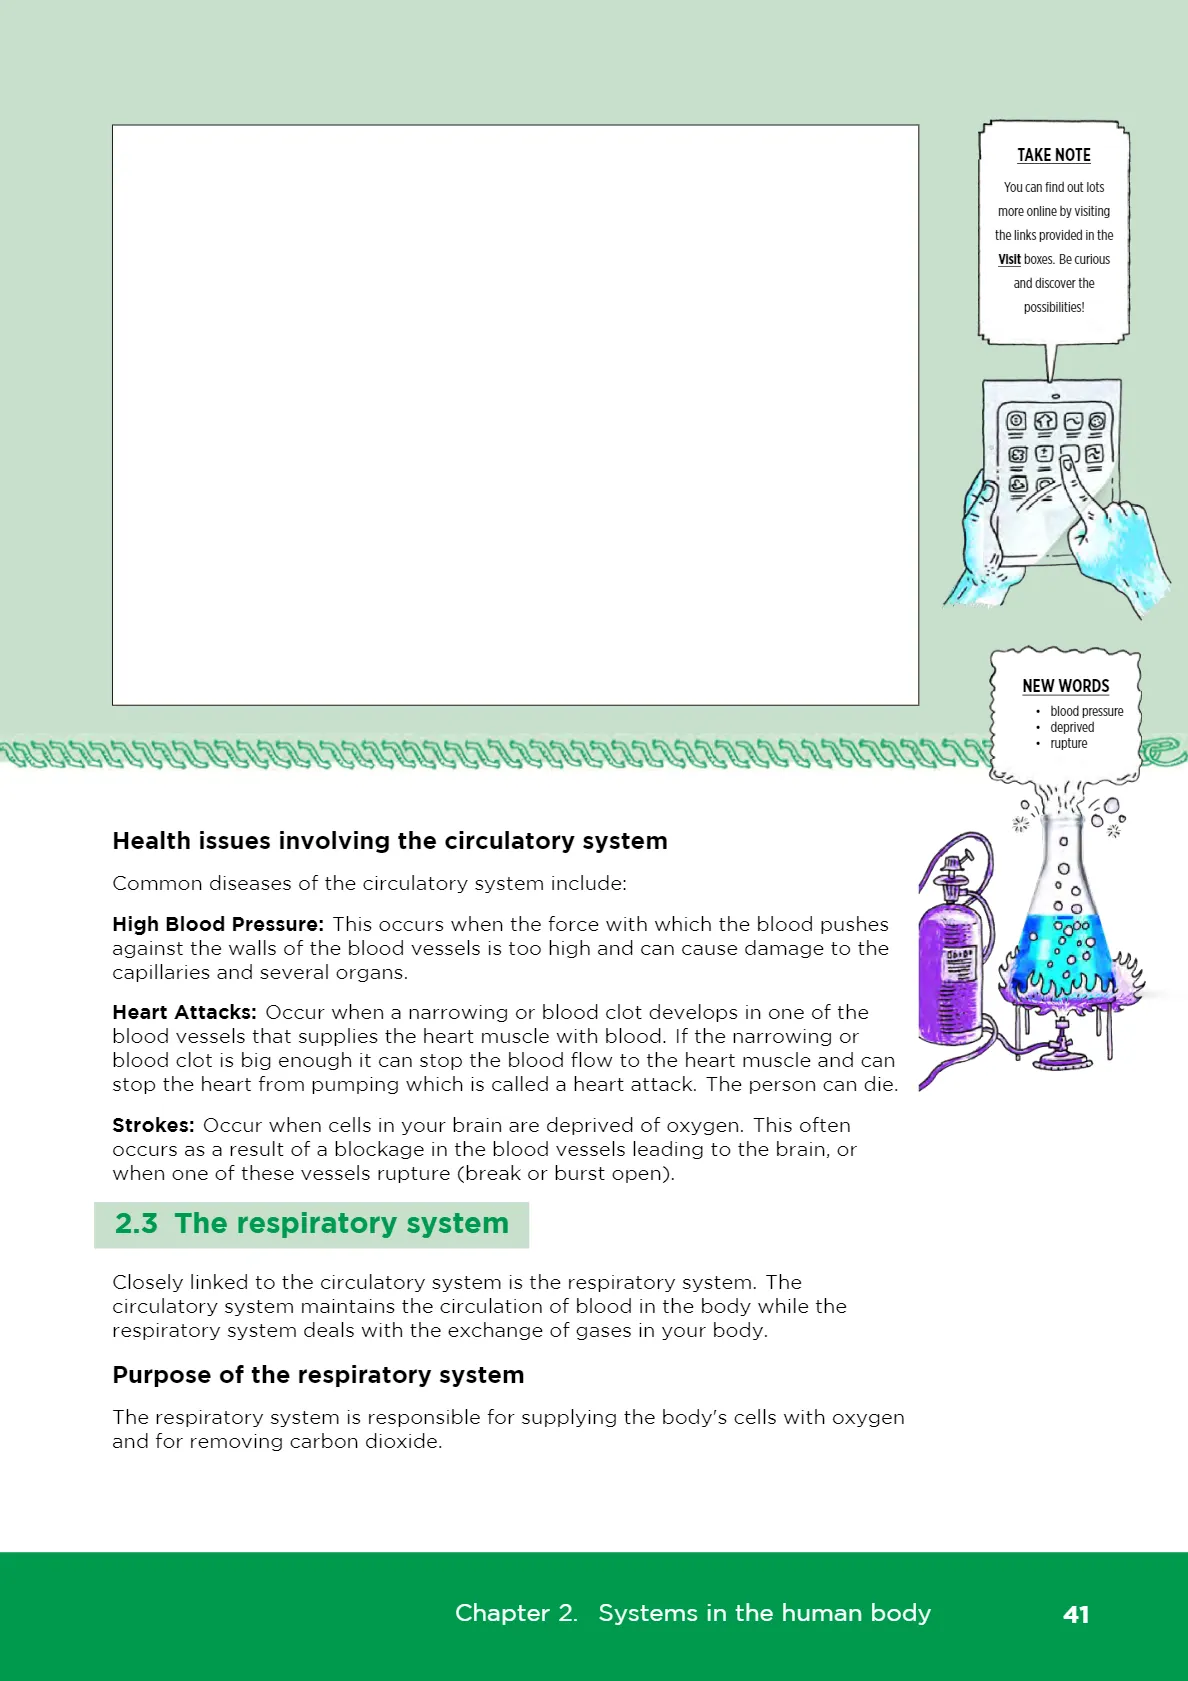 TAKE NOTE
You can find out lots
more online by visiting
the links provided in the
Visit boxes. Be curious
and discover the
possibilities!
NEW WORDS
• blood pressure
• deprived
• rupture
Health issues involving the circulatory system
Common diseases of the circulatory system include:
High Blood Pressure: This occurs when the force with which the blood pushes
against the walls of the blood vessels is too high and can cause damage to the
capillaries and several organs.
Heart Attacks: Occur when a narrowing or blood clot develops in one of the
blood vessels that supplies the heart muscle with blood. If the narrowing or
blood clot is big enough it can stop the blood flow to the heart muscle and can
stop the heart from pumping which is called a heart attack. The person can die.
Strokes: Occur when cells in your brain are deprived of oxygen. This often
occurs as a result of a blockage in the blood vessels leading to the brain, or
when one of these vessels rupture (break or burst open).
2.3 The respiratory system
Closely linked to the circulatory system is the respiratory system. The
circulatory system maintains the circulation of blood in the body while the
respiratory system deals with the exchange of gases in your body.
Purpose of the respiratory system
The respiratory system is responsible for supplying the body's cells with oxygen
and for removing carbon dioxide.
Chapter 2. Systems in the human body 41